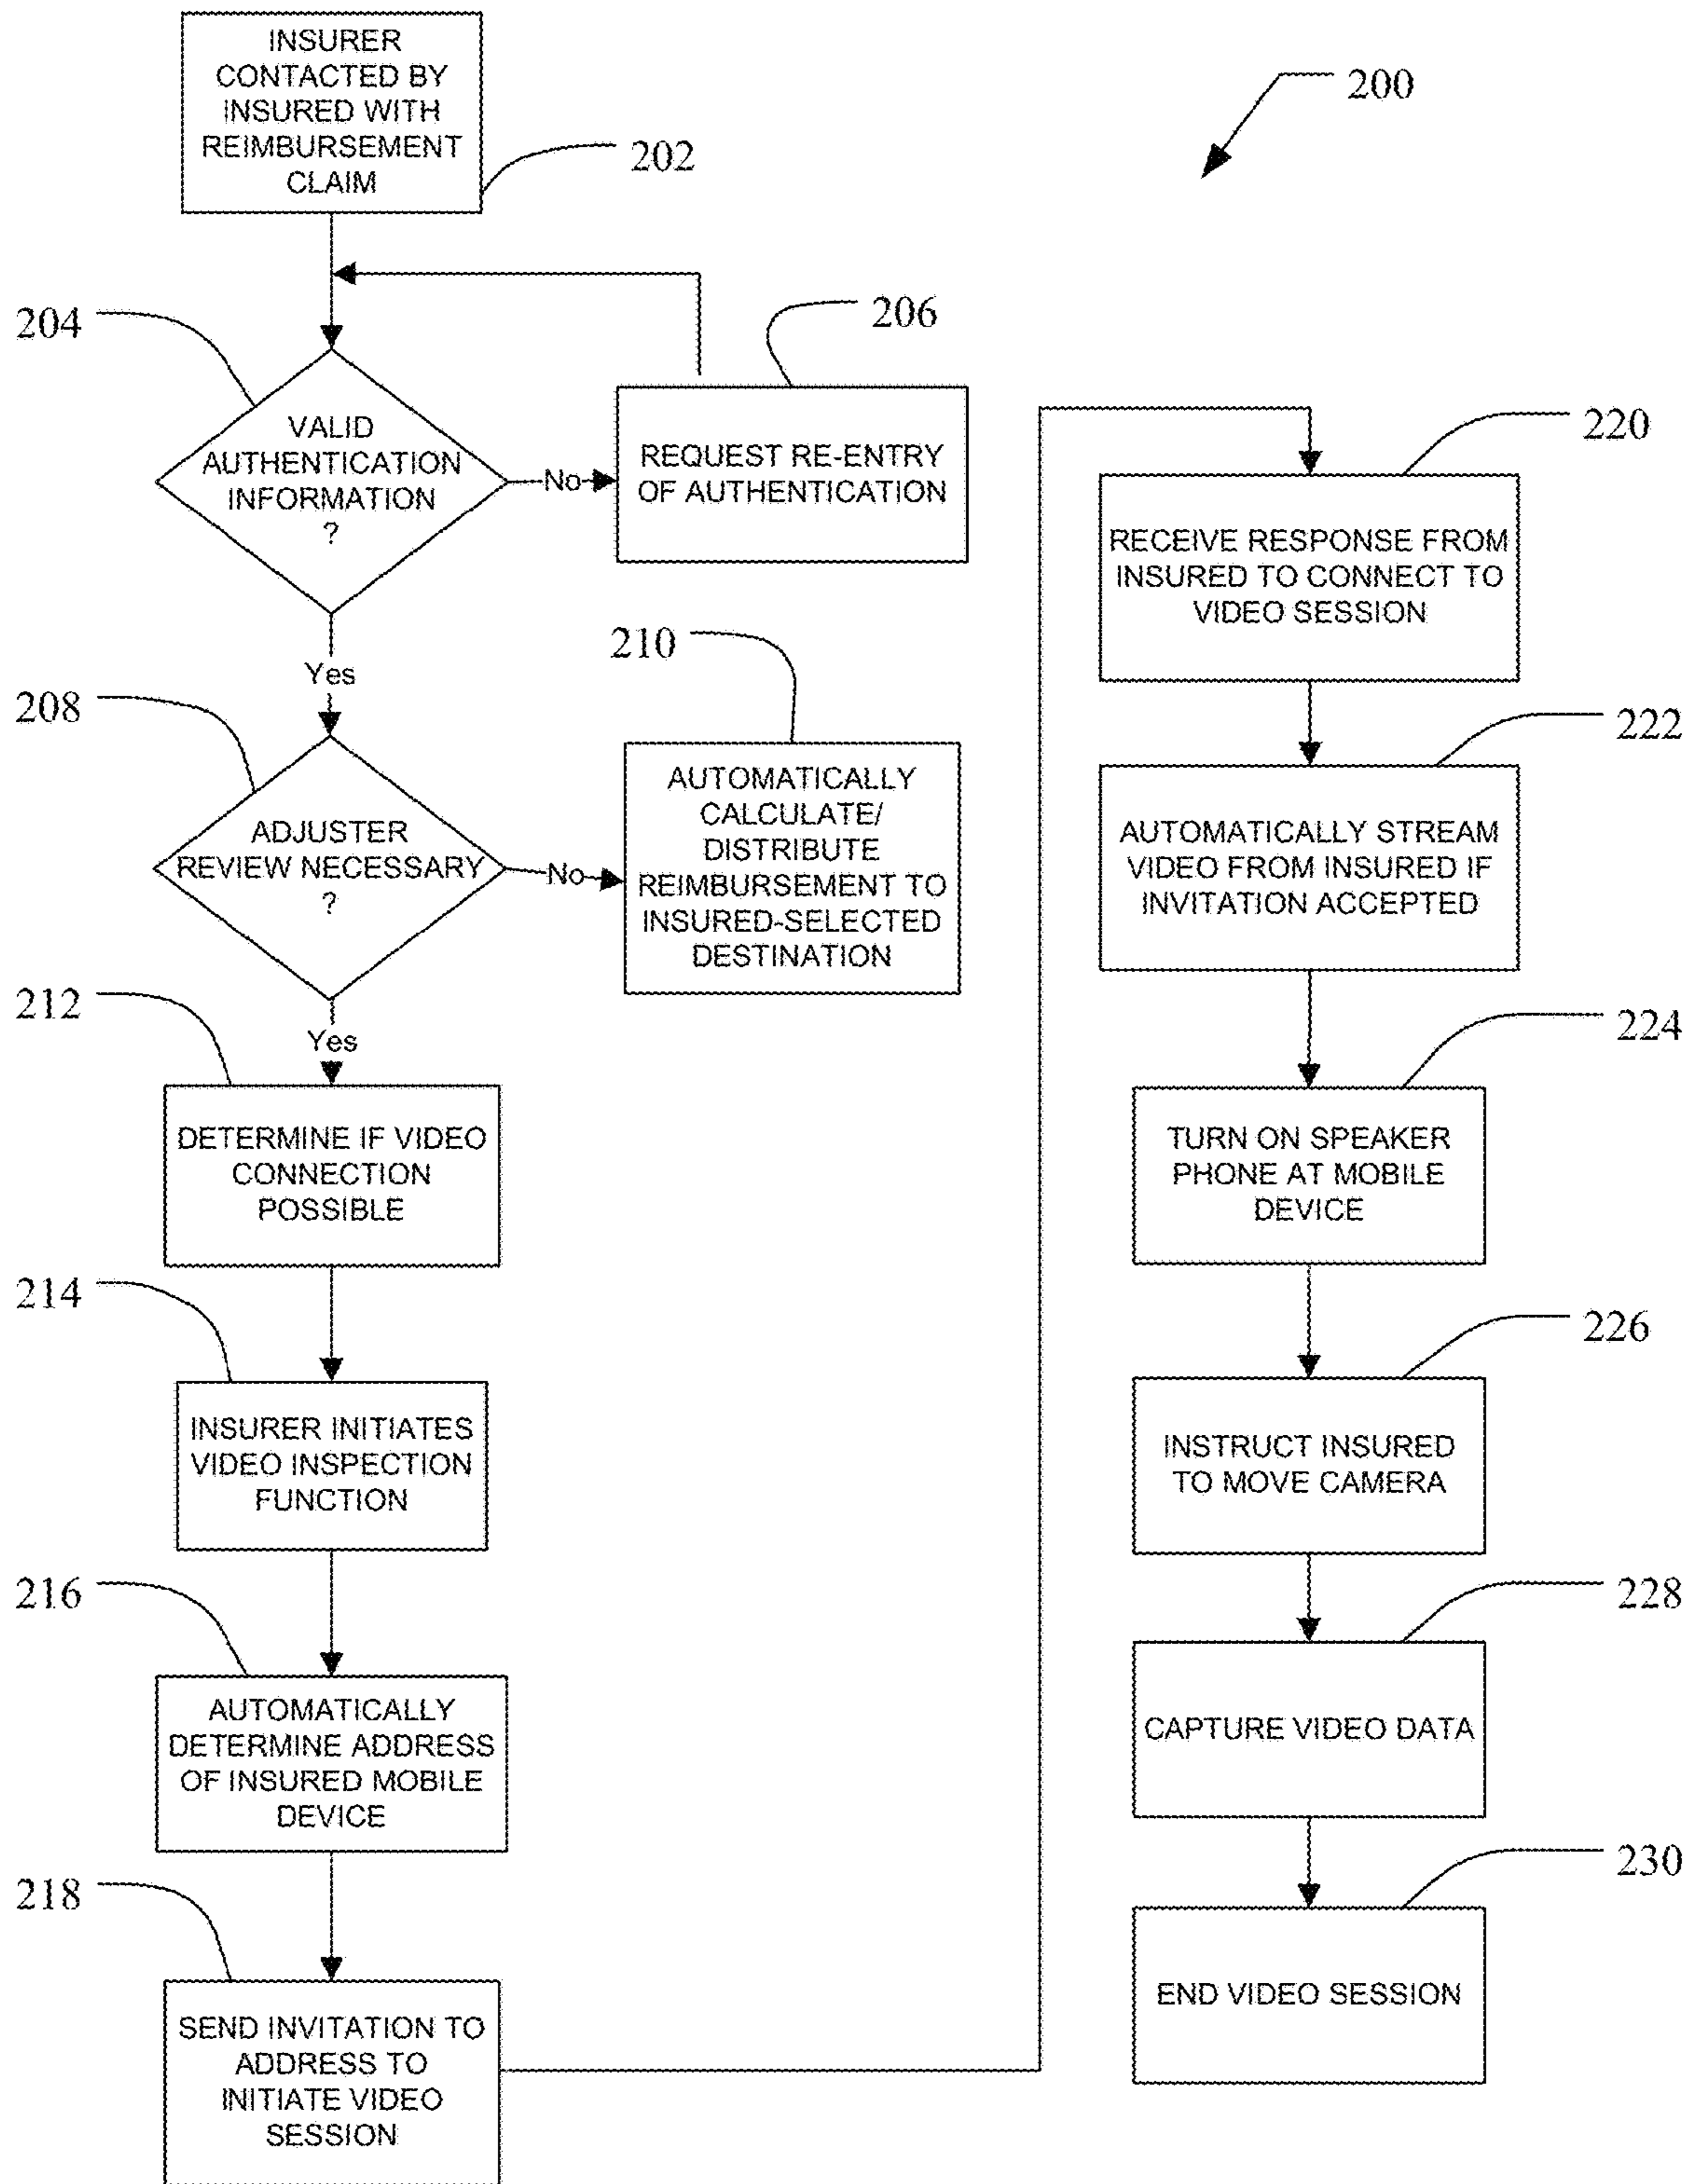 INSURER
CONTACTED BY
INSURED WITH
REIMBURSEMENT
CLAIM
202
200
204
VALID
AUTHENTICATION
INFORMATION
?
No
206
REQUEST RE-ENTRY
OF AUTHENTICATION
Yes
208
ADJUSTER
REVIEW NECESSARY
?
No
210
AUTOMATICALLY
CALCULATE/
DISTRIBUTE
REIMBURSEMENT TO
INSURED-SELECTED
DESTINATION
Yes
212
DETERMINE IF VIDEO
CONNECTION
POSSIBLE
214
INSURER INITIATES
VIDEO INSPECTION
FUNCTION
216
AUTOMATICALLY
DETERMINE ADDRESS
OF INSURED MOBILE
DEVICE
218
SEND INVITATION TO
ADDRESS TO
INITIATE VIDEO
SESSION
220
RECEIVE RESPONSE FROM
INSURED TO CONNECT TO
VIDEO SESSION
222
AUTOMATICALLY STREAM
VIDEO FROM INSURED IF
INVITATION ACCEPTED
224
TURN ON SPEAKER
PHONE AT MOBILE
DEVICE
226
INSTRUCT INSURED
TO MOVE CAMERA
228
CAPTURE VIDEO DATA
230
END VIDEO SESSION